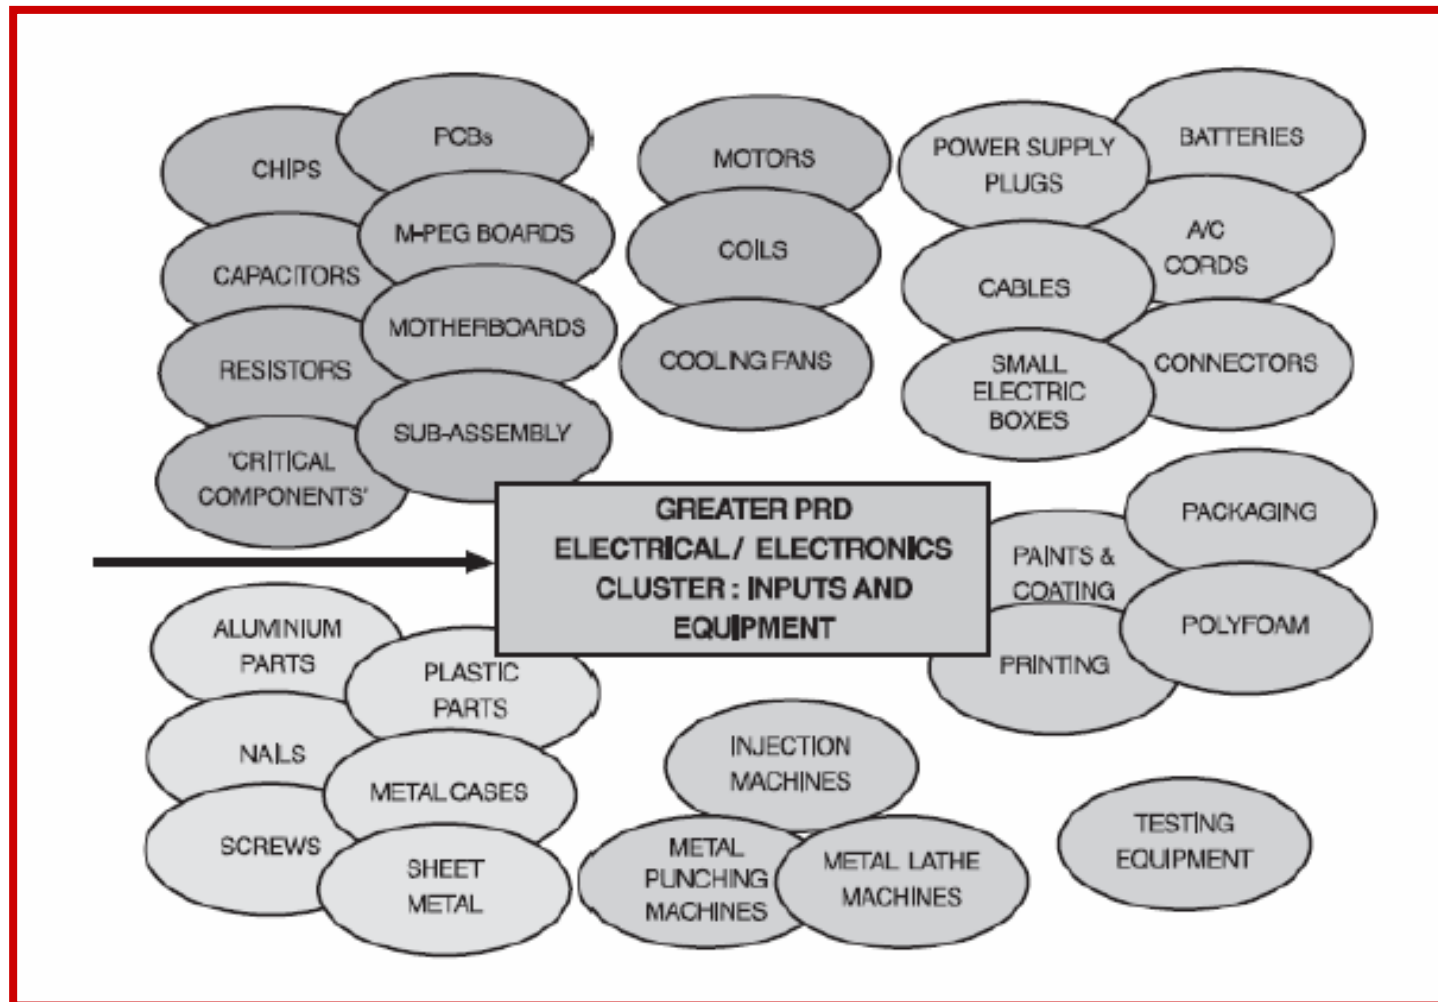 CHIPS
PCBs
CAPACITORS
M-PEG BOARDS
RESISTORS
MOTHERBOARDS
'CRITICAL
COMPONENTS'
SUB-ASSEMBLY
MOTORS
COILS
COOLING FANS
POWER SUPPLY
PLUGS
BATTERIES
CABLES
A/C
CORDS
SMALL
ELECTRIC
BOXES
CONNECTORS
GREATER PRD
ELECTRICAL / ELECTRONICS
CLUSTER : INPUTS AND
EQUIPMENT
PAINTS &
COATING
PACKAGING
PRINTING
POLYFOAM
ALUMINIUM
PARTS
PLASTIC
PARTS
NAILS
METAL CASES
SCREWS
SHEET
METAL
INJECTION
MACHINES
METAL
PUNCHING
MACHINES
METAL LATHE
MACHINES
TESTING
EQUIPMENT